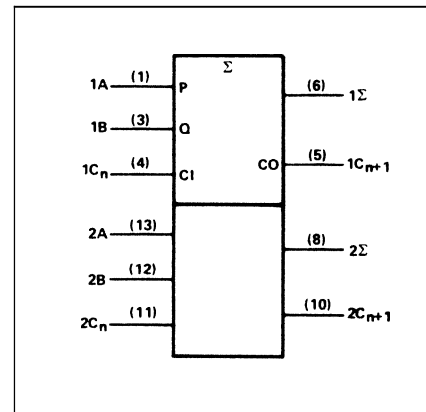 Σ
1A (1) P
(6) 1Σ
1B (3) Q
1Cn (4) CI
CO (5) 1Cn+1
2A (13)
(8) 2Σ
2B (12)
2Cn (11)
(10) 2Cn+1